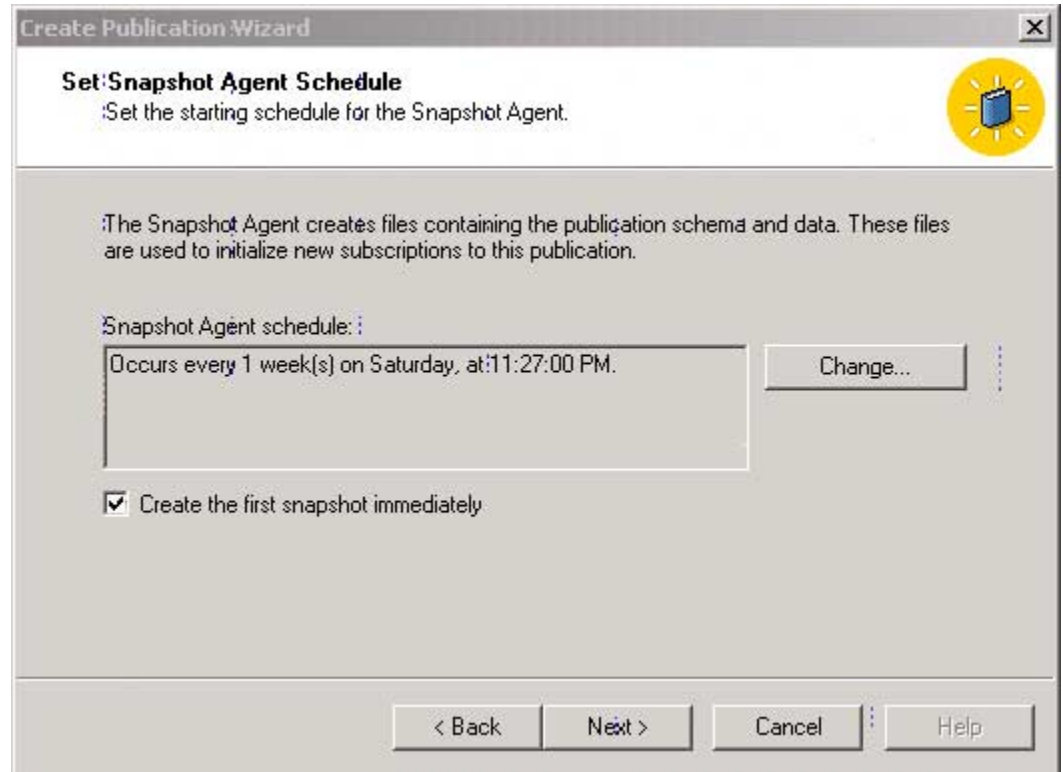 Create Publication Wizard
Set Snapshot Agent Schedule
Set the starting schedule for the Snapshot Agent.
The Snapshot Agent creates files containing the publication schema and data. These files
are used to initialize new subscriptions to this publication.
Snapshot Agent schedule:
Occurs every 1 week(s) on Saturday, at 11:27:00 PM.
Change...
Create the first snapshot immediately
< Back
Next >
Cancel
Help